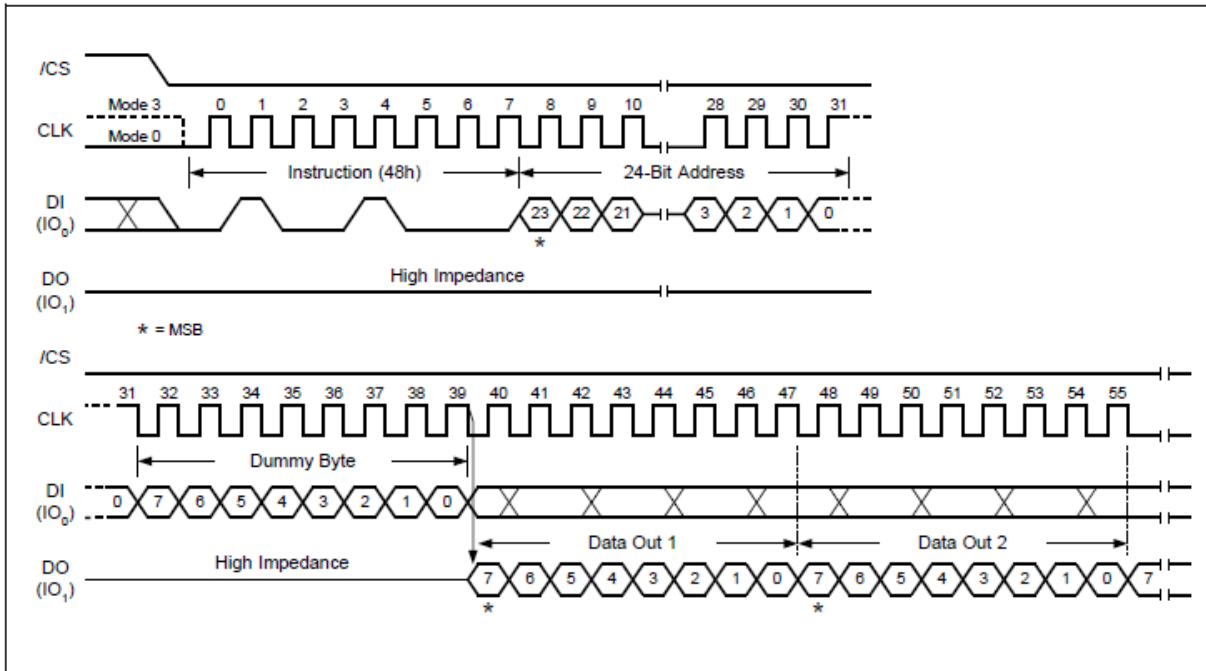 /CS
Mode 3 0 1 2 3 4 5 6 7 8 9 10 28 29 30 31
CLK
Mode 0
Instruction (48h) 24-Bit Address
DI
(IO0) 23 22 21 3 2 1 0
*
High Impedance
DO
(IO1)
* = MSB
/CS
31 32 33 34 35 36 37 38 39 40 41 42 43 44 45 46 47 48 49 50 51 52 53 54 55
CLK
Dummy Byte
DI
(IO0) 0 7 6 5 4 3 2 1 0
Data Out 1 Data Out 2
High Impedance
DO
(IO1) 7 6 5 4 3 2 1 0 7 6 5 4 3 2 1 0 7
* *